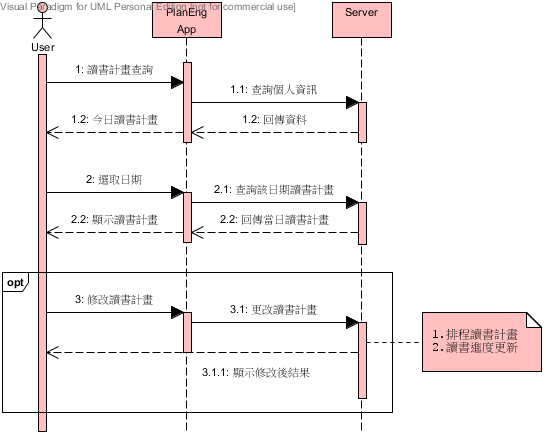 Visual Paradigm for UML Personal Edition [not for commercial use]
User
PlanEng
App
Server
1: 讀書計畫查詢
1.1: 查詢個人資訊
1.2: 今日讀書計畫
1.2: 回傳資料
2: 選取日期
2.1: 查詢該日期讀書計畫
2.2: 顯示讀書計畫
2.2: 回傳當日讀書計畫
opt
3: 修改讀書計畫
3.1: 更改讀書計畫
1.排程讀書計畫
2.讀書進度更新
3.1.1: 顯示修改後結果